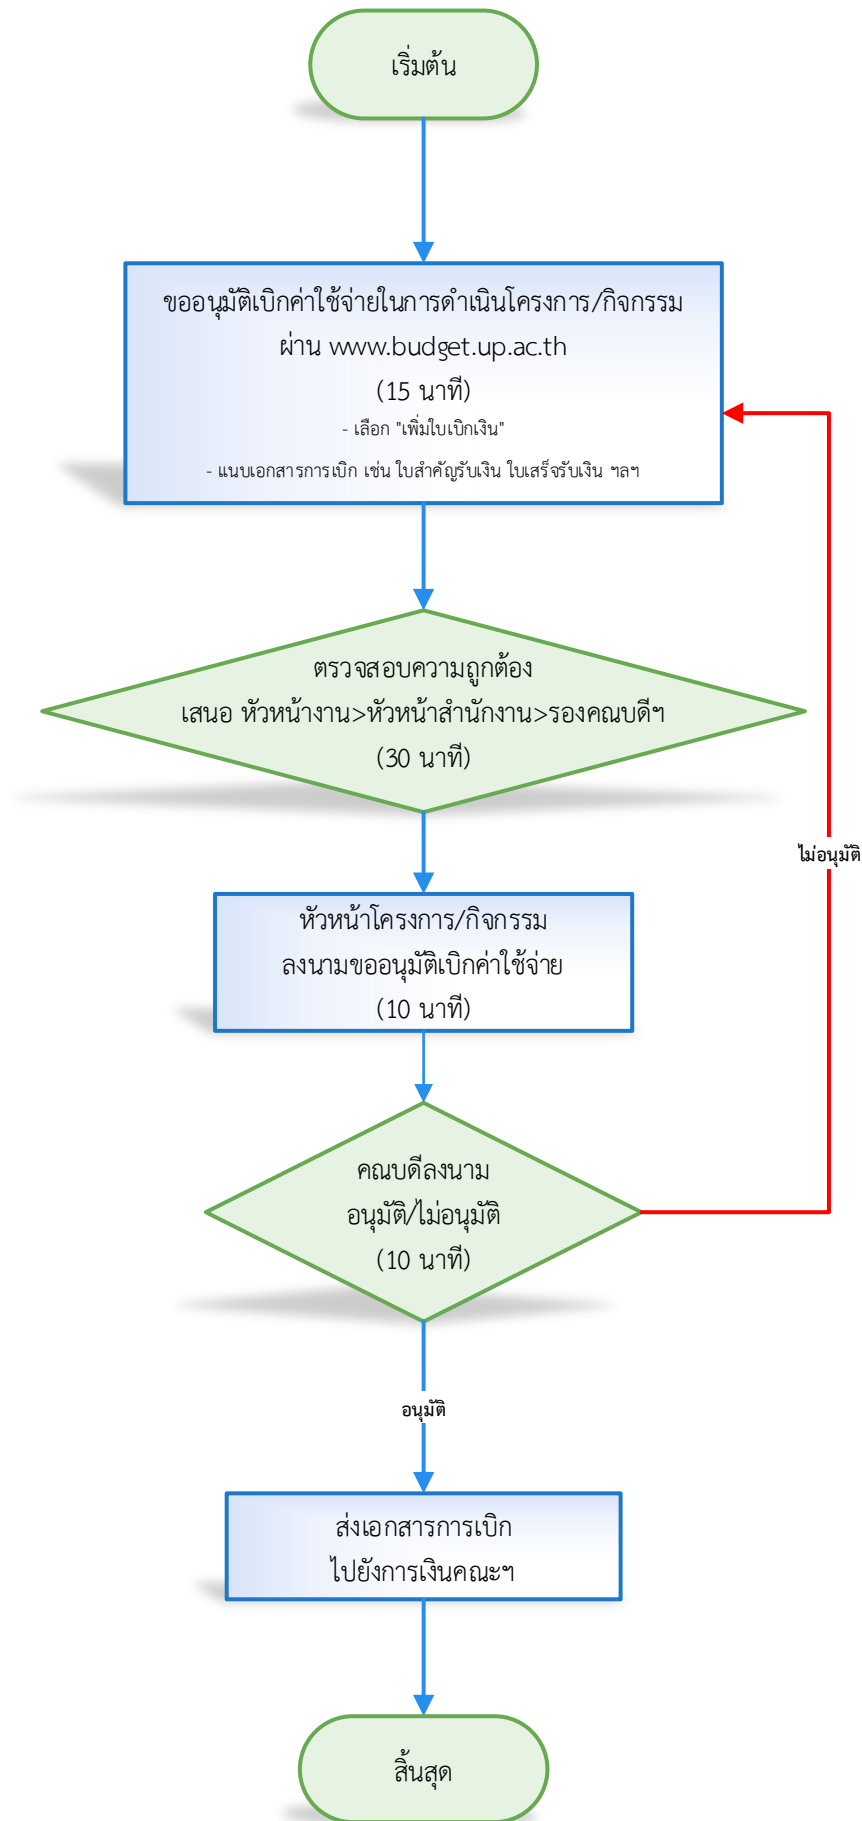 เริ่มต้น
ขออนุมัติเบิกค่าใช้จ่ายในการดำเนินโครงการ/กิจกรรม
ผ่าน www.budget.up.ac.th
(15 นาที)
- เลือก "เพิ่มใบเบิกเงิน"
- แนบเอกสารการเบิก เช่น ใบสำคัญรับเงิน ใบเสร็จรับเงิน ฯลฯ
ตรวจสอบความถูกต้อง
เสนอ หัวหน้างาน>หัวหน้าสำนักงาน>รองคณบดีฯ
(30 นาที)
ไม่อนุมัติ
หัวหน้าโครงการ/กิจกรรม
ลงนามขออนุมัติเบิกค่าใช้จ่าย
(10 นาที)
คณบดีลงนาม
อนุมัติ/ไม่อนุมัติ
(10 นาที)
อนุมัติ
ส่งเอกสารการเบิก
ไปยังการเงินคณะฯ
สิ้นสุด